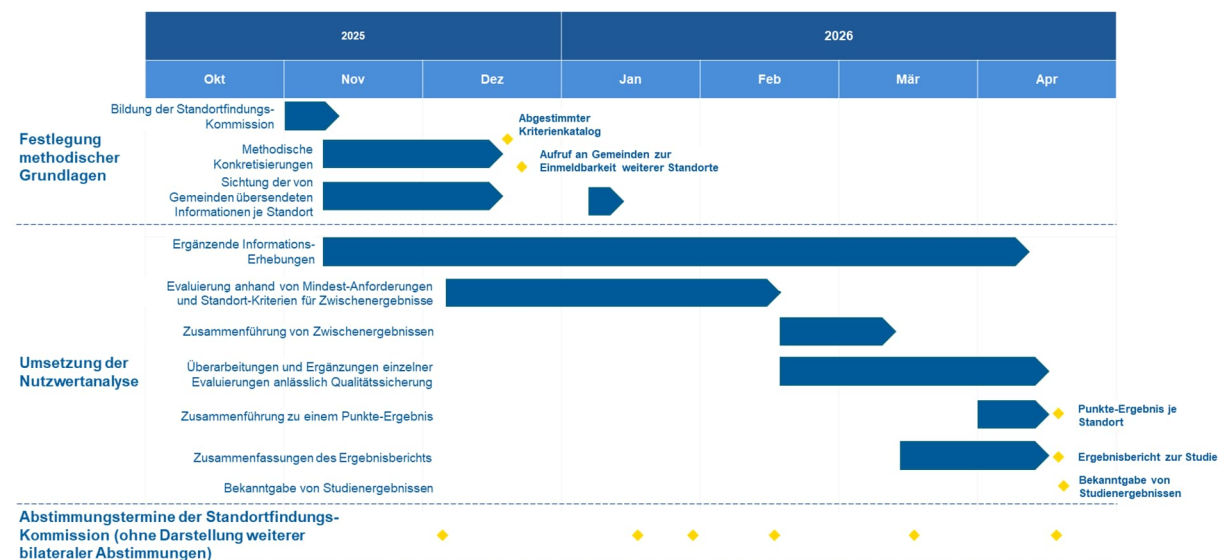 2025
2026
Okt
Nov
Dez
Jan
Feb
Mär
Apr
Festlegung
methodischer
Grundlagen
Bildung der Standortfindungs-
Kommission
Methodische
Konkretisierungen
Sichtung der von
Gemeinden übersendeten
Informationen je Standort
Abgestimmter
Kriterienkatalog
Aufruf an Gemeinden zur
Einmeldbarkeit weiterer Standorte
Umsetzung der
Nutzwertanalyse
Ergänzende Informations-
Erhebungen
Evaluierung anhand von Mindest-Anforderungen
und Standort-Kriterien für Zwischenergebnisse
Zusammenführung von Zwischenergebnissen
Überarbeitungen und Ergänzungen einzelner
Evaluierungen anlässlich Qualitätssicherung
Zusammenführung zu einem Punkte-Ergebnis
Punkte-Ergebnis je
Standort
Zusammenfassungen des Ergebnisberichts
Ergebnisbericht zur Studie
Bekanntgabe von Studienergebnissen
Bekanntgabe von
Studienergebnissen
Abstimmungstermine der Standortfindungs-
Kommission (ohne Darstellung weiterer
bilateraler Abstimmungen)